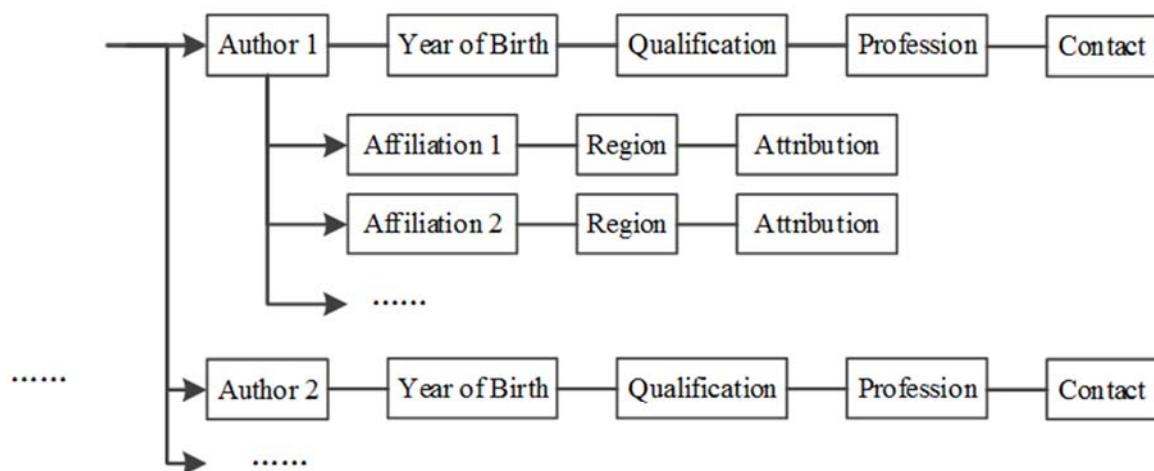 Author 1 Year of Birth Qualification Profession Contact
Affiliation 1 Region Attribution
Affiliation 2 Region Attribution
......
...... Author 2 Year of Birth Qualification Profession Contact
......